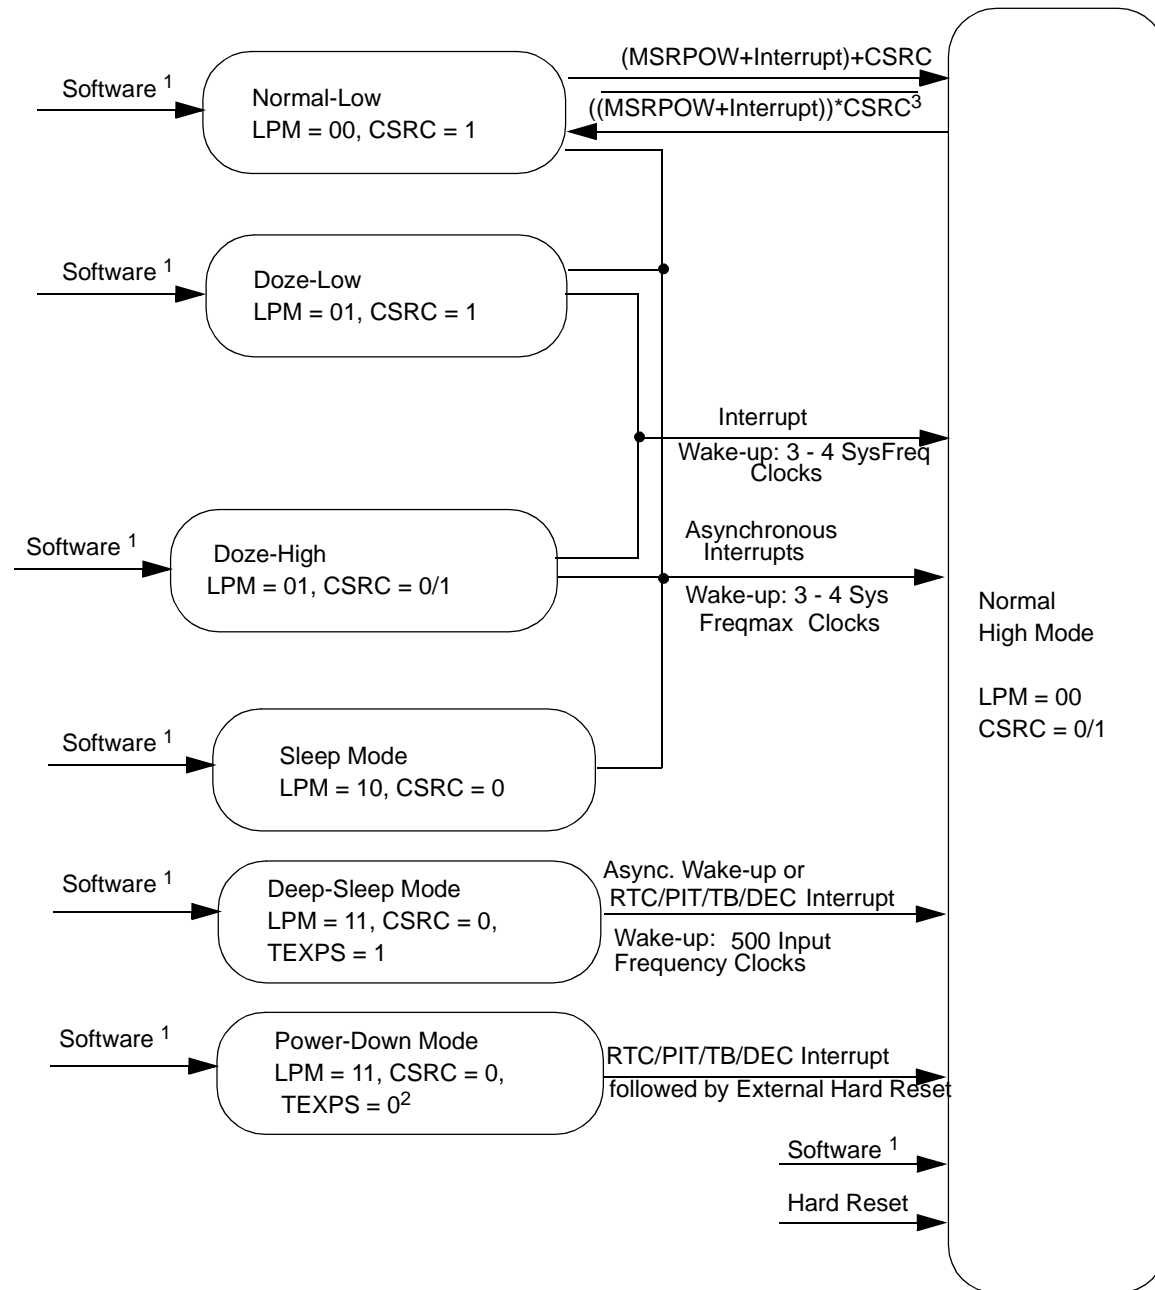 Software 1
Normal-Low
LPM = 00, CSRC = 1
(MSRPOW+Interrupt)+CSRC
((MSRPOW+Interrupt))*CSRC3
Software 1
Doze-Low
LPM = 01, CSRC = 1
Interrupt
Wake-up: 3 - 4 SysFreq
Clocks
Software 1
Doze-High
LPM = 01, CSRC = 0/1
Asynchronous
Interrupts
Wake-up: 3 - 4 Sys
Freqmax Clocks
Normal
High Mode
LPM = 00
CSRC = 0/1
Software 1
Sleep Mode
LPM = 10, CSRC = 0
Software 1
Deep-Sleep Mode
LPM = 11, CSRC = 0,
TEXPS = 1
Async. Wake-up or
RTC/PIT/TB/DEC Interrupt
Wake-up: 500 Input
Frequency Clocks
Software 1
Power-Down Mode
LPM = 11, CSRC = 0,
TEXPS = 02
RTC/PIT/TB/DEC Interrupt
followed by External Hard Reset
Software 1
Hard Reset